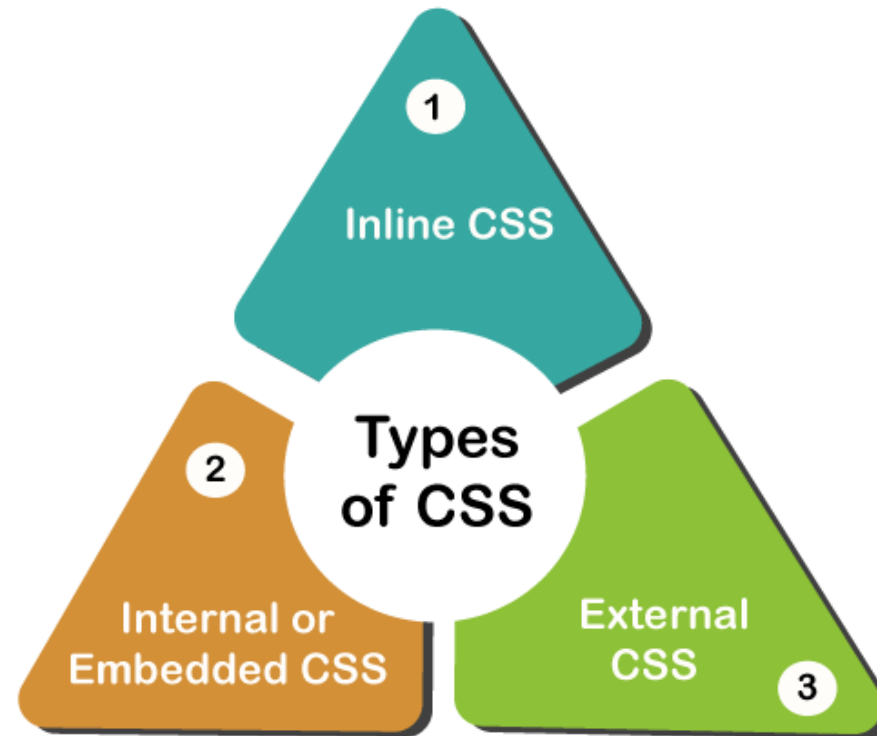 1
Inline CSS
Types
of CSS
2
Internal or
Embedded CSS
External
CSS
3